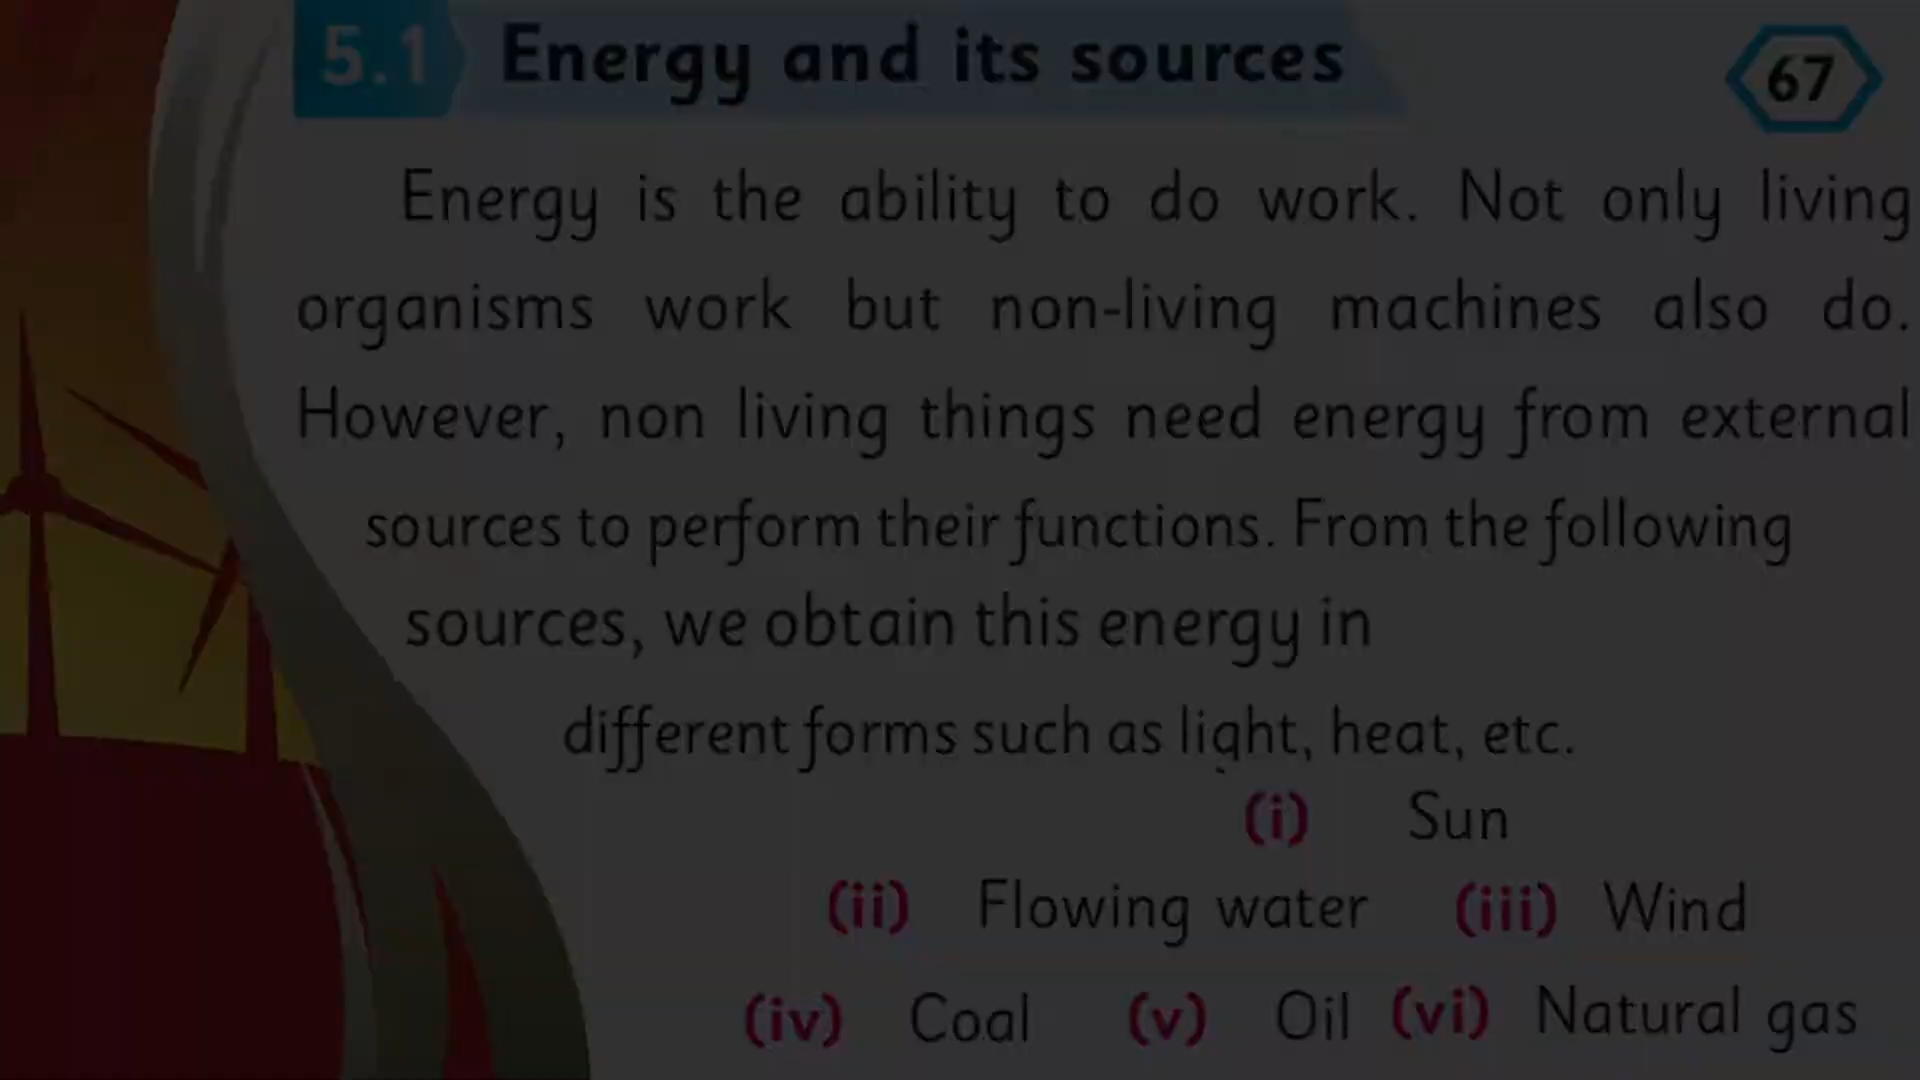 5.1 Energy and its sources 67
Energy is the ability to do work. Not only living
organisms work but non-living machines also do.
However, non living things need energy from external
sources to perform their functions. From the following
sources, we obtain this energy in
different forms such as light, heat, etc.
(i) Sun
(ii) Flowing water (iii) Wind
(iv) Coal (v) Oil (vi) Natural gas